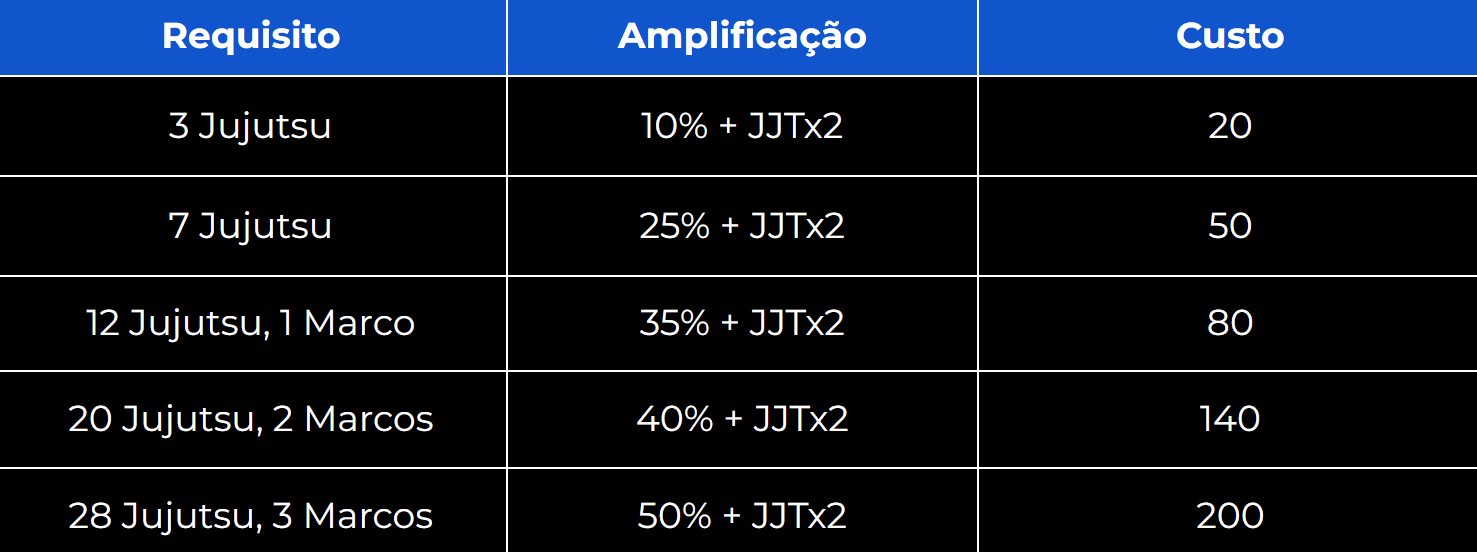 Requisito Amplificação Custo
3 Jujutsu 10% + JJTx2 20
7 Jujutsu 25% + JJTx2 50
12 Jujutsu, 1 Marco 35% + JJTx2 80
20 Jujutsu, 2 Marcos 40% + JJTx2 140
28 Jujutsu, 3 Marcos 50% + JJTx2 200